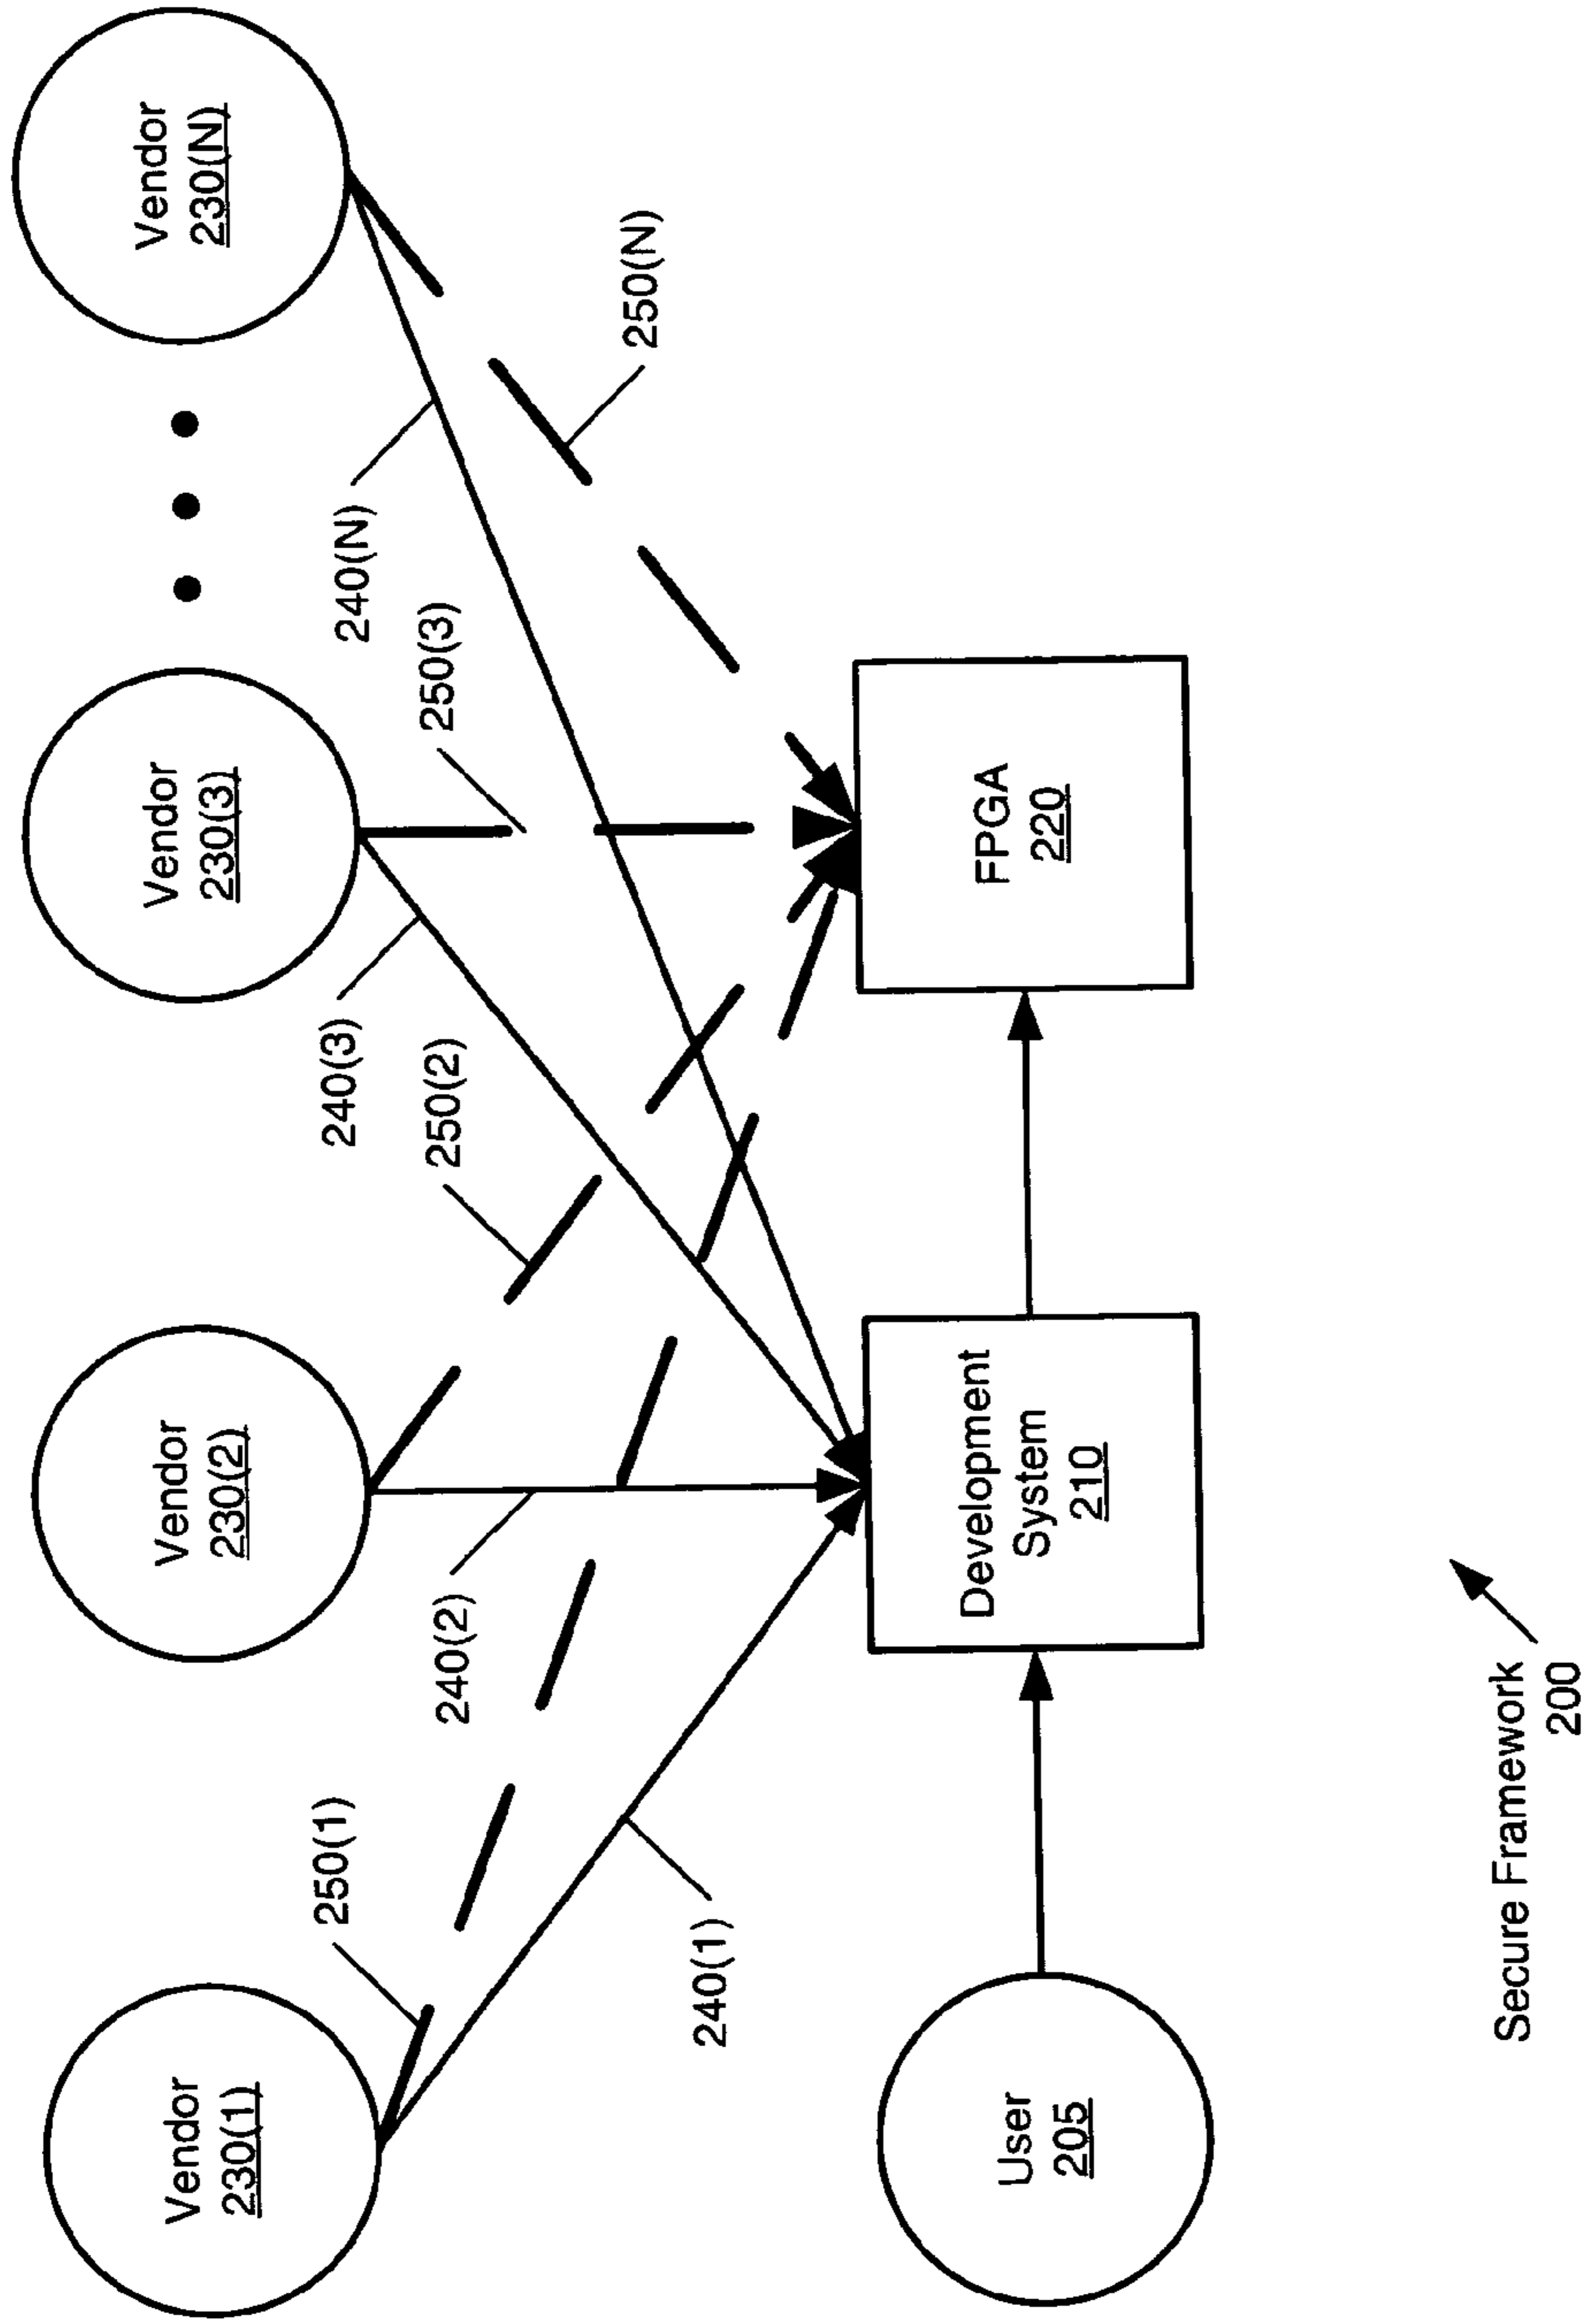 Vendor
230(1)
Vendor
230(2)
Vendor
230(3)
Vendor
230(N)
250(1)
240(1)
240(2)
250(2)
240(3)
250(3)
240(N)
250(N)
User
205
Development
System
210
FPGA
220
Secure Framework
200